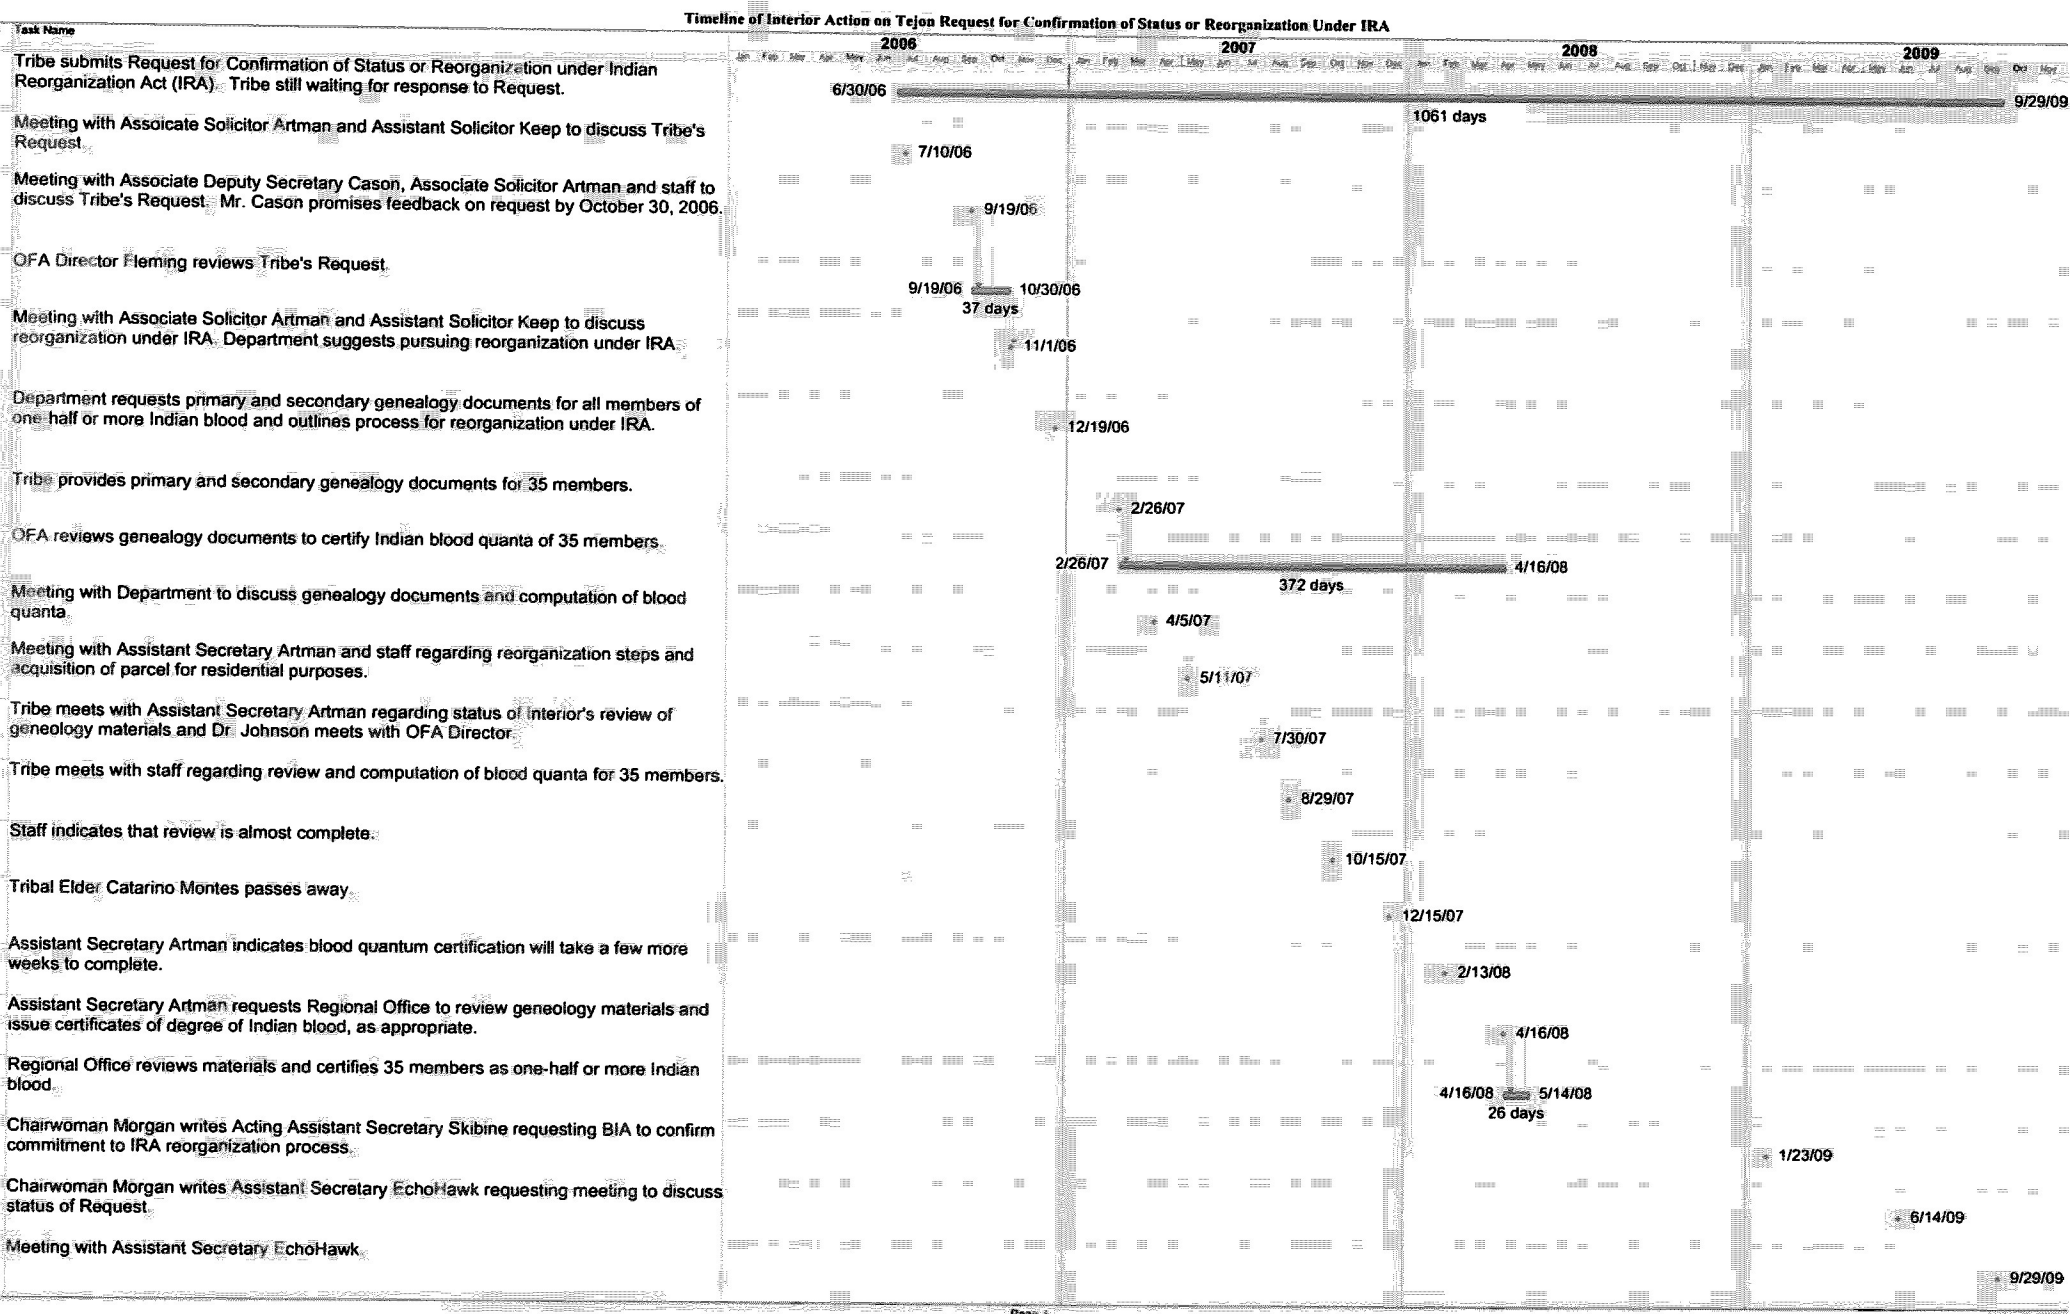 Timeline of Interior Action on Tejon Request for Confirmation of Status or Reorganization Under IRA
Task Name
2006
2007
2008
2009
Tribe submits Request for Confirmation of Status or Reorganization under Indian
Reorganization Act (IRA). Tribe still waiting for response to Request.
6/30/06
9/29/09
1061 days
Meeting with Assoicate Solicitor Artman and Assistant Solicitor Keep to discuss Tribe's
Request.
7/10/06
Meeting with Associate Deputy Secretary Cason, Associate Solicitor Artman and staff to
discuss Tribe's Request. Mr. Cason promises feedback on request by October 30, 2006.
9/19/06
OFA Director Fleming reviews Tribe's Request.
9/19/06
10/30/06
37 days
Meeting with Associate Solicitor Artman and Assistant Solicitor Keep to discuss
reorganization under IRA. Department suggests pursuing reorganization under IRA.
11/1/06
Department requests primary and secondary genealogy documents for all members of
one-half or more Indian blood and outlines process for reorganization under IRA.
12/19/06
Tribe provides primary and secondary genealogy documents for 35 members.
2/26/07
OFA reviews genealogy documents to certify Indian blood quanta of 35 members.
2/26/07
4/16/08
372 days
Meeting with Department to discuss genealogy documents and computation of blood
quanta.
4/5/07
Meeting with Assistant Secretary Artman and staff regarding reorganization steps and
acquisition of parcel for residential purposes.
5/11/07
Tribe meets with Assistant Secretary Artman regarding status of Interior's review of
geneology materials and Dr. Johnson meets with OFA Director.
7/30/07
Tribe meets with staff regarding review and computation of blood quanta for 35 members.
8/29/07
Staff indicates that review is almost complete.
10/15/07
Tribal Elder Catarino Montes passes away.
12/15/07
Assistant Secretary Artman indicates blood quantum certification will take a few more
weeks to complete.
2/13/08
Assistant Secretary Artman requests Regional Office to review geneology materials and
issue certificates of degree of Indian blood, as appropriate.
4/16/08
Regional Office reviews materials and certifies 35 members as one-half or more Indian
blood.
4/16/08
5/14/08
26 days
Chairwoman Morgan writes Acting Assistant Secretary Skibine requesting BIA to confirm
commitment to IRA reorganization process.
1/23/09
Chairwoman Morgan writes Assistant Secretary EchoHawk requesting meeting to discuss
status of Request.
6/14/09
Meeting with Assistant Secretary EchoHawk.
9/29/09